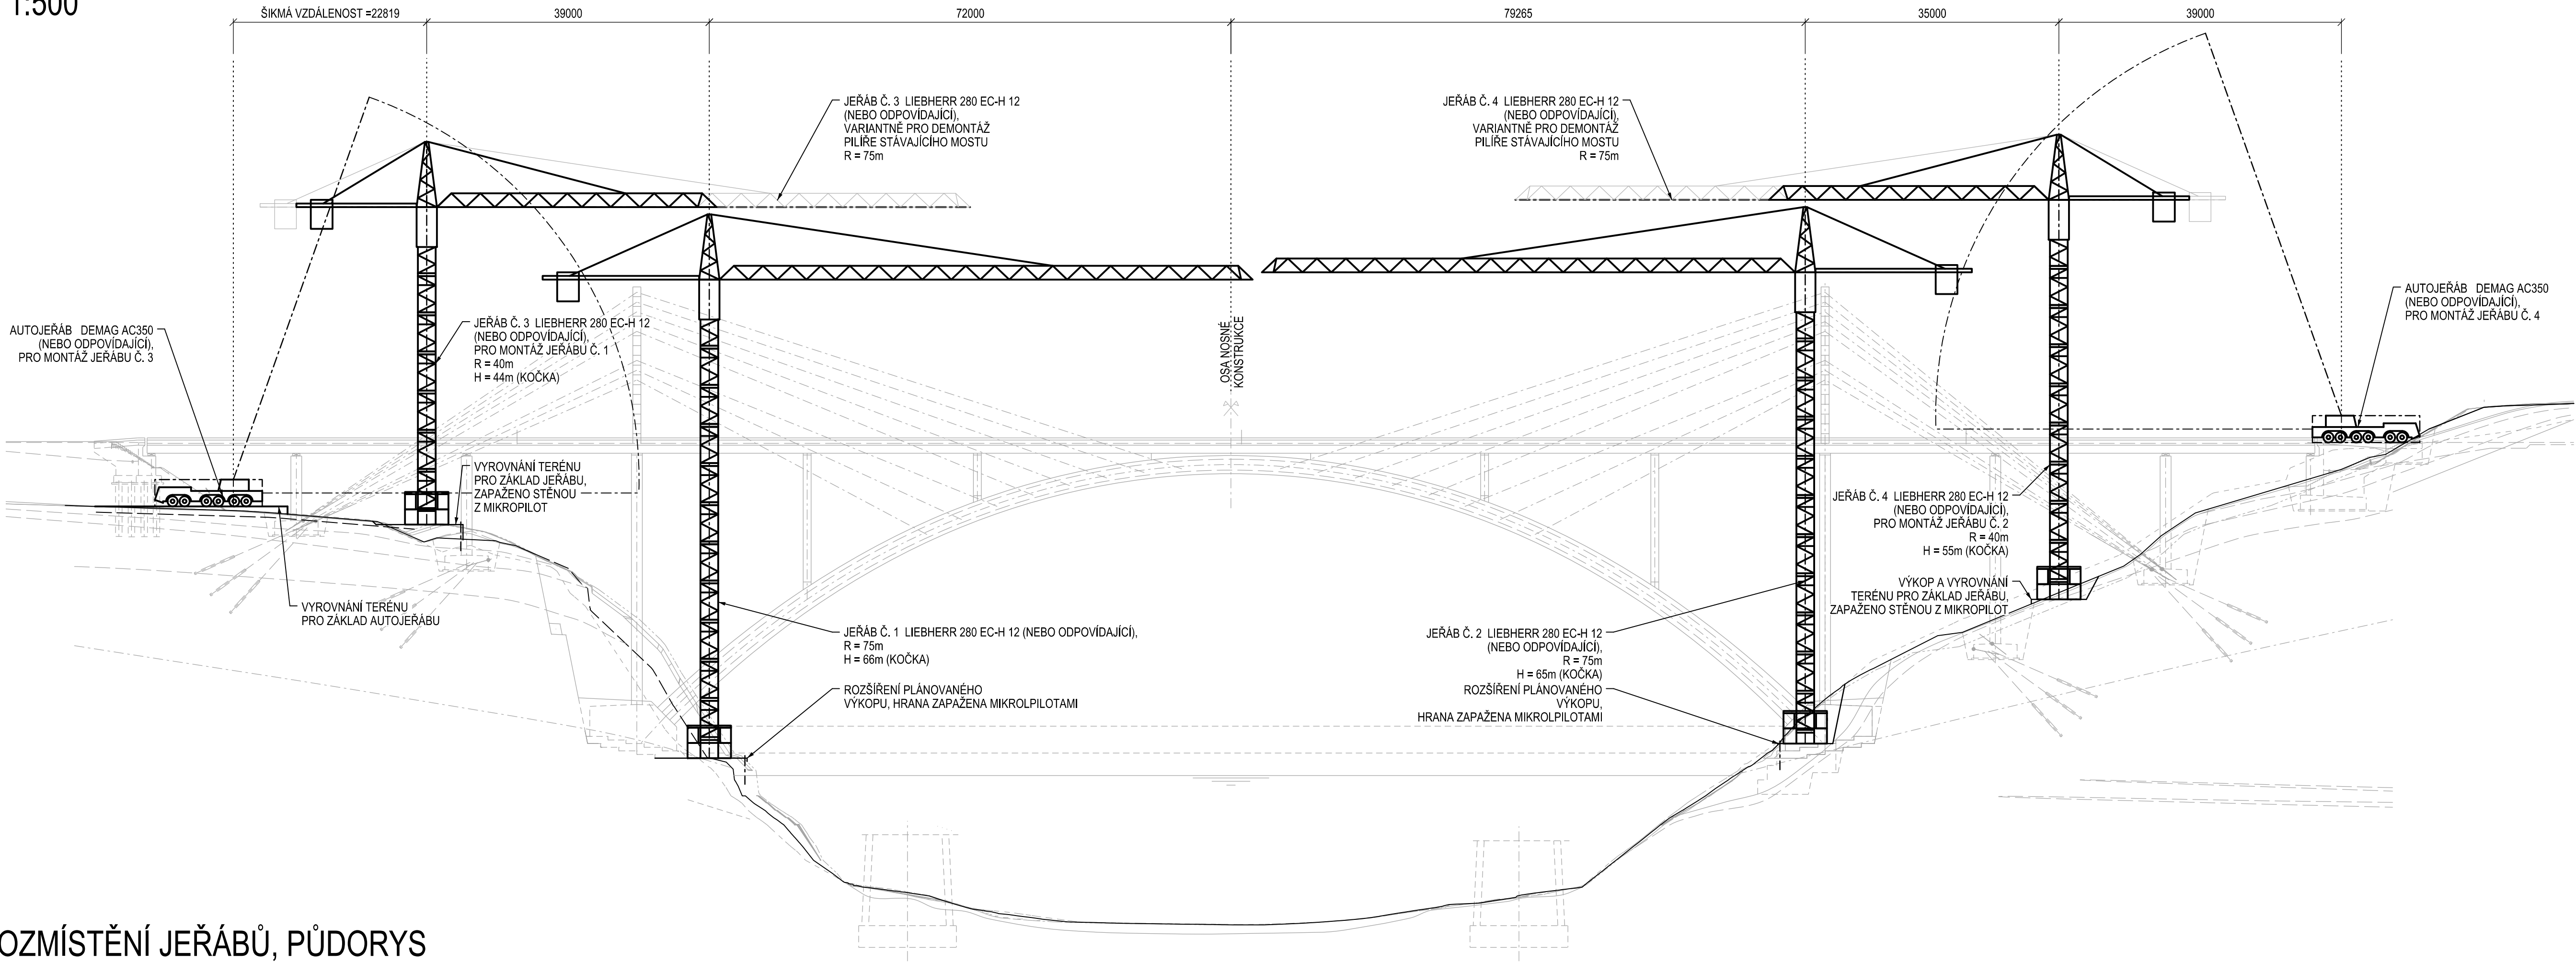 1:500
ŠIKMÁ VZDÁLENOST =22819
39000
72000
79265
35000
39000
JEŘÁB Č. 3 LIEBHERR 280 EC-H 12
(NEBO ODPOVÍDAJÍCÍ),
VARIANTNĚ PRO DEMONTÁŽ
PILÍŘE STÁVAJÍCÍHO MOSTU
R = 75m
JEŘÁB Č. 4 LIEBHERR 280 EC-H 12
(NEBO ODPOVÍDAJÍCÍ),
VARIANTNĚ PRO DEMONTÁŽ
PILÍŘE STÁVAJÍCÍHO MOSTU
R = 75m
AUTOJEŘÁB DEMAG AC350
(NEBO ODPOVÍDAJÍCÍ),
PRO MONTÁŽ JEŘÁBU Č. 3
JEŘÁB Č. 3 LIEBHERR 280 EC-H 12
(NEBO ODPOVÍDAJÍCÍ),
PRO MONTÁŽ JEŘÁBU Č. 1
R = 40m
H = 44m (KOČKA)
OSA NOSNÉ
KONSTRUKCE
AUTOJEŘÁB DEMAG AC350
(NEBO ODPOVÍDAJÍCÍ),
PRO MONTÁŽ JEŘÁBU Č. 4
VYROVNÁNÍ TERÉNU
PRO ZÁKLAD JEŘÁBU,
ZAPAŽENO STĚNOU
Z MIKROPILOT
JEŘÁB Č. 4 LIEBHERR 280 EC-H 12
(NEBO ODPOVÍDAJÍCÍ),
PRO MONTÁŽ JEŘÁBU Č. 2
R = 40m
H = 55m (KOČKA)
VÝKOP A VYROVNÁNÍ
TERÉNU PRO ZÁKLAD JEŘÁBU,
ZAPAŽENO STĚNOU Z MIKROPILOT
VYROVNÁNÍ TERÉNU
PRO ZÁKLAD AUTOJEŘÁBU
JEŘÁB Č. 1 LIEBHERR 280 EC-H 12 (NEBO ODPOVÍDAJÍCÍ),
R = 75m
H = 66m (KOČKA)
ROZŠÍŘENÍ PLÁNOVANÉHO
VÝKOPU, HRANA ZAPAŽENA MIKROLPILOTAMI
JEŘÁB Č. 2 LIEBHERR 280 EC-H 12
(NEBO ODPOVÍDAJÍCÍ),
R = 75m
H = 65m (KOČKA)
ROZŠÍŘENÍ PLÁNOVANÉHO
VÝKOPU,
HRANA ZAPAŽENA MIKROLPILOTAMI
OZMÍSTĚNÍ JEŘÁBŮ, PŮDORYS